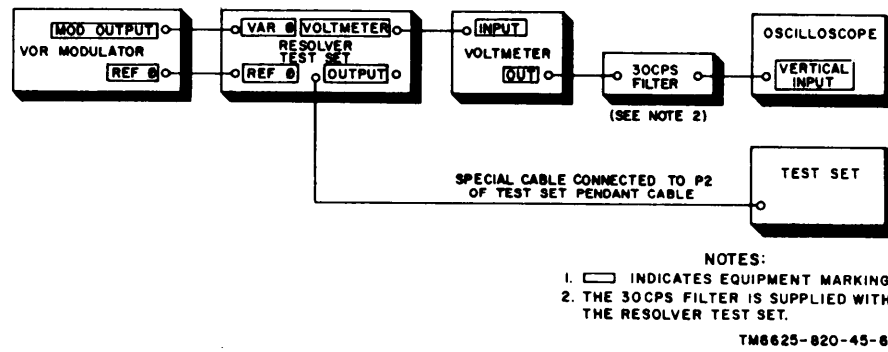 MOD OUTPUT
VOR MODULATOR
REF Ø
VAR Ø VOLTMETER
RESOLVER
TEST SET
REF Ø OUTPUT
INPUT
VOLTMETER
OUT
30CPS
FILTER
(SEE NOTE 2)
OSCILLOSCOPE
VERTICAL
INPUT
SPECIAL CABLE CONNECTED TO P2
OF TEST SET PENDANT CABLE
TEST SET
NOTES:
1. INDICATES EQUIPMENT MARKING
2. THE 30CPS FILTER IS SUPPLIED WITH
THE RESOLVER TEST SET.
TM6625-820-45-6